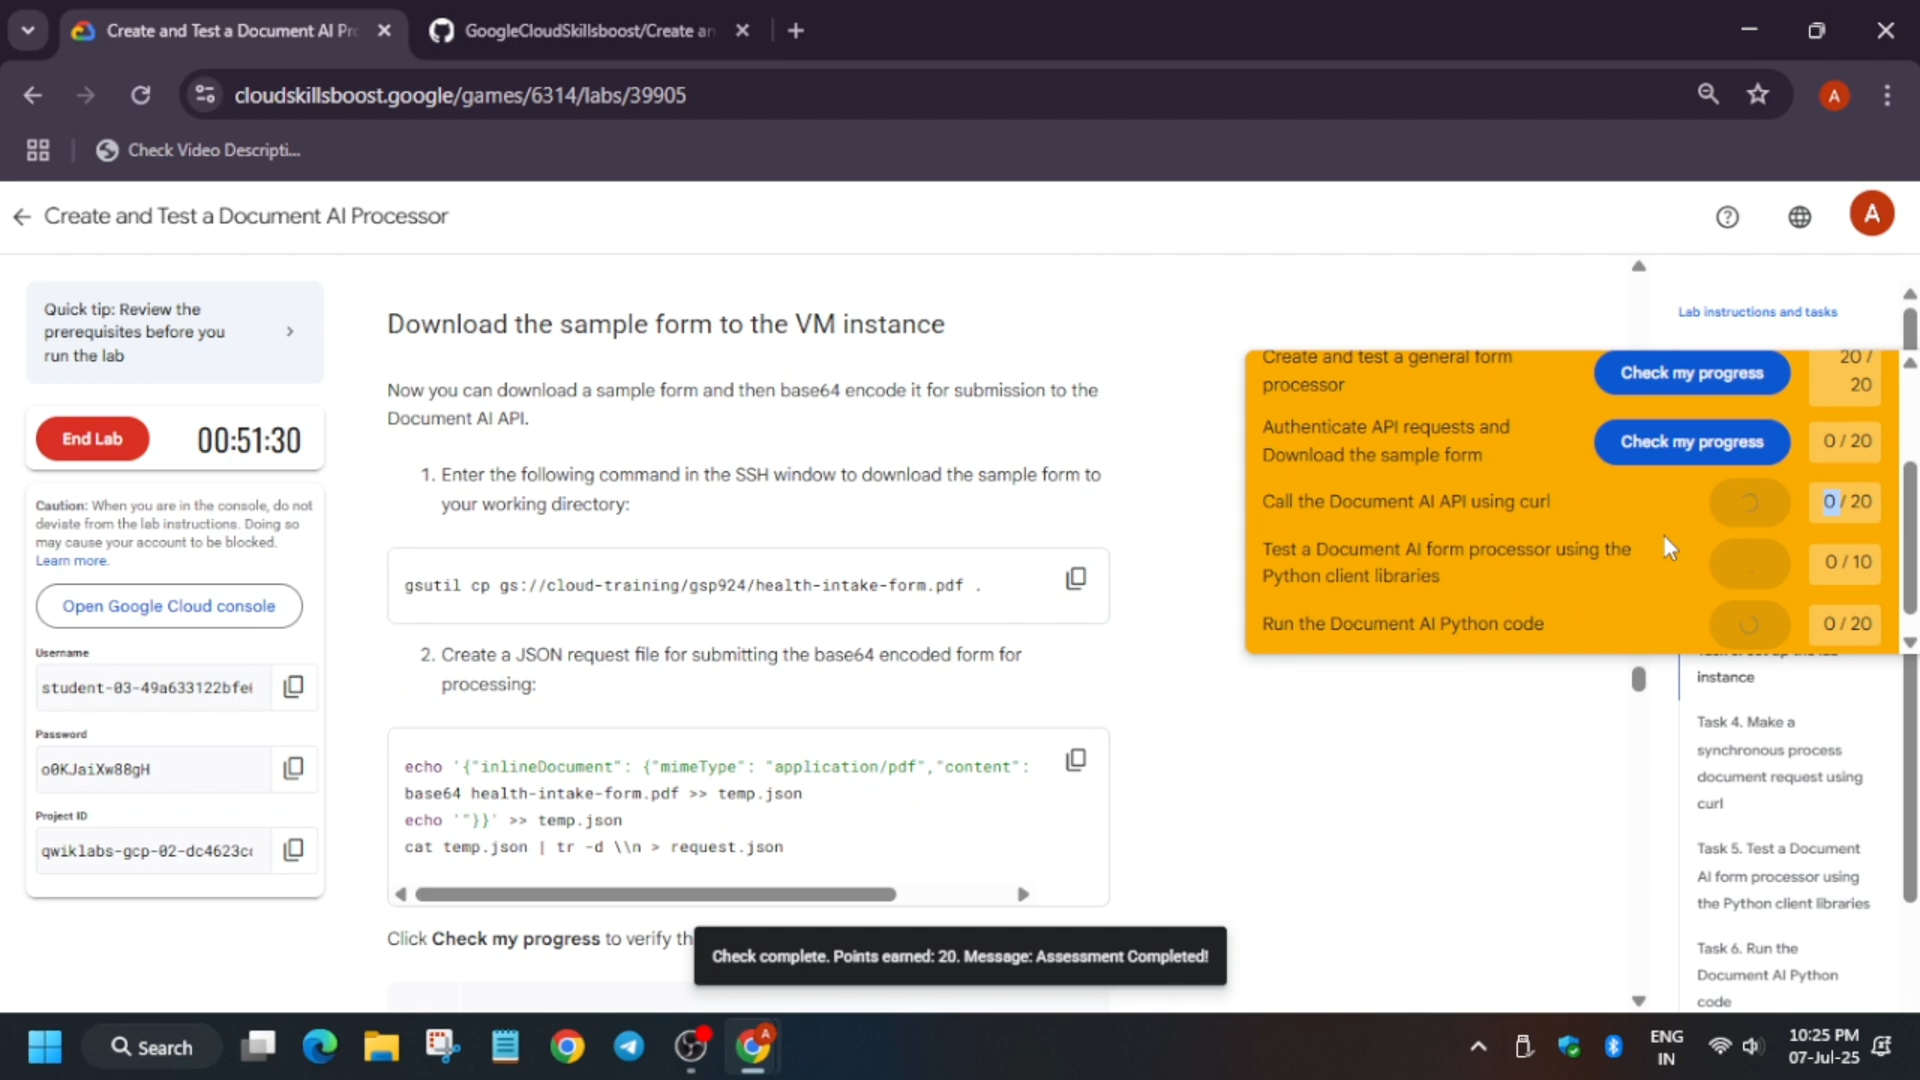 Create and Test a Document AI Pr
GoogleCloudSkillsboost/Create an
cloudskillsboost.google/games/6314/labs/39905
A
Check Video Descripti...
Create and Test a Document AI Processor
A
Quick tip: Review the
prerequisites before you
run the lab
End Lab
00:51:30
Caution: When you are in the console, do not
deviate from the lab instructions. Doing so
may cause your account to be blocked.
Learn more.
Open Google Cloud console
Username
student-03-49a633122bfe
Password
o0KJaiXw88gH
Project ID
qwiklabs-gcp-02-dc4623c
Download the sample form to the VM instance
Now you can download a sample form and then base64 encode it for submission to the
Document AI API.
1. Enter the following command in the SSH window to download the sample form to
your working directory:
gsutil cp gs://cloud-training/gsp924/health-intake-form.pdf .
2. Create a JSON request file for submitting the base64 encoded form for
processing:
echo '{"inlineDocument": {"mimeType": "application/pdf","content":
base64 health-intake-form.pdf >> temp.json
echo '"}}' >> temp.json
cat temp.json | tr -d \\n > request.json
Click Check my progress to verify th
Check complete. Points earned: 20. Message: Assessment Completed!
Lab instructions and tasks
Create and test a general form
processor
Check my progress
20 /
20
Authenticate API requests and
Download the sample form
Check my progress
0 / 20
Call the Document AI API using curl
0 / 20
Test a Document AI form processor using the
Python client libraries
0 / 10
Run the Document AI Python code
0 / 20
instance
Task 4. Make a
synchronous process
document request using
curl
Task 5. Test a Document
AI form processor using
the Python client libraries
Task 6. Run the
Document AI Python
code
Search
A
ENG
IN
10:25 PM
07-Jul-25